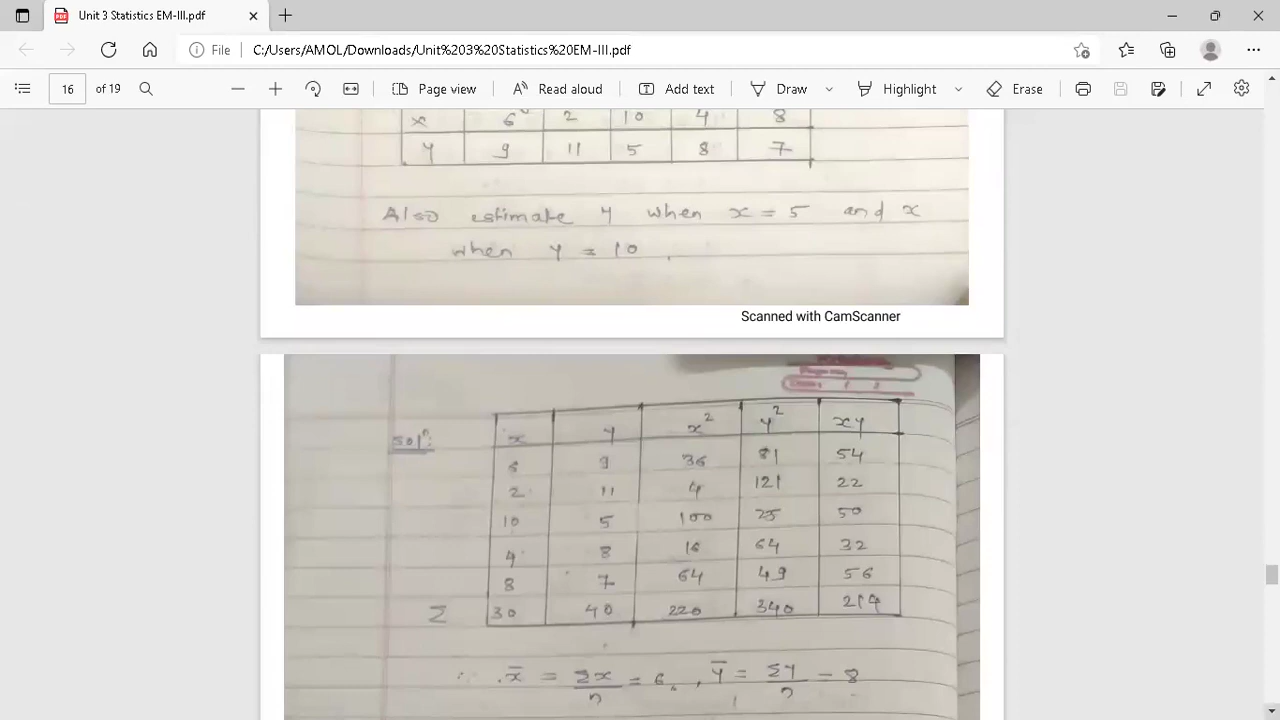 Unit 3 Statistics EM-III.pdf
File C:/Users/AMOL/Downloads/Unit%203%20Statistics%20EM-III.pdf
16 of 19 Page view Read aloud Add text Draw Highlight Erase
x 6 2 10 4 8
y 9 11 5 8 7
Also estimate y when x = 5 and x
when y = 10.
Scanned with CamScanner
Solⁿ: x y x² y² xy
6 9 36 81 54
2 11 4 121 22
10 5 100 25 50
4 8 16 64 32
8 7 64 49 56
Σ 30 40 220 340 214
∴ x̄ = Σx/n = 6, ȳ = Σy/n = 8